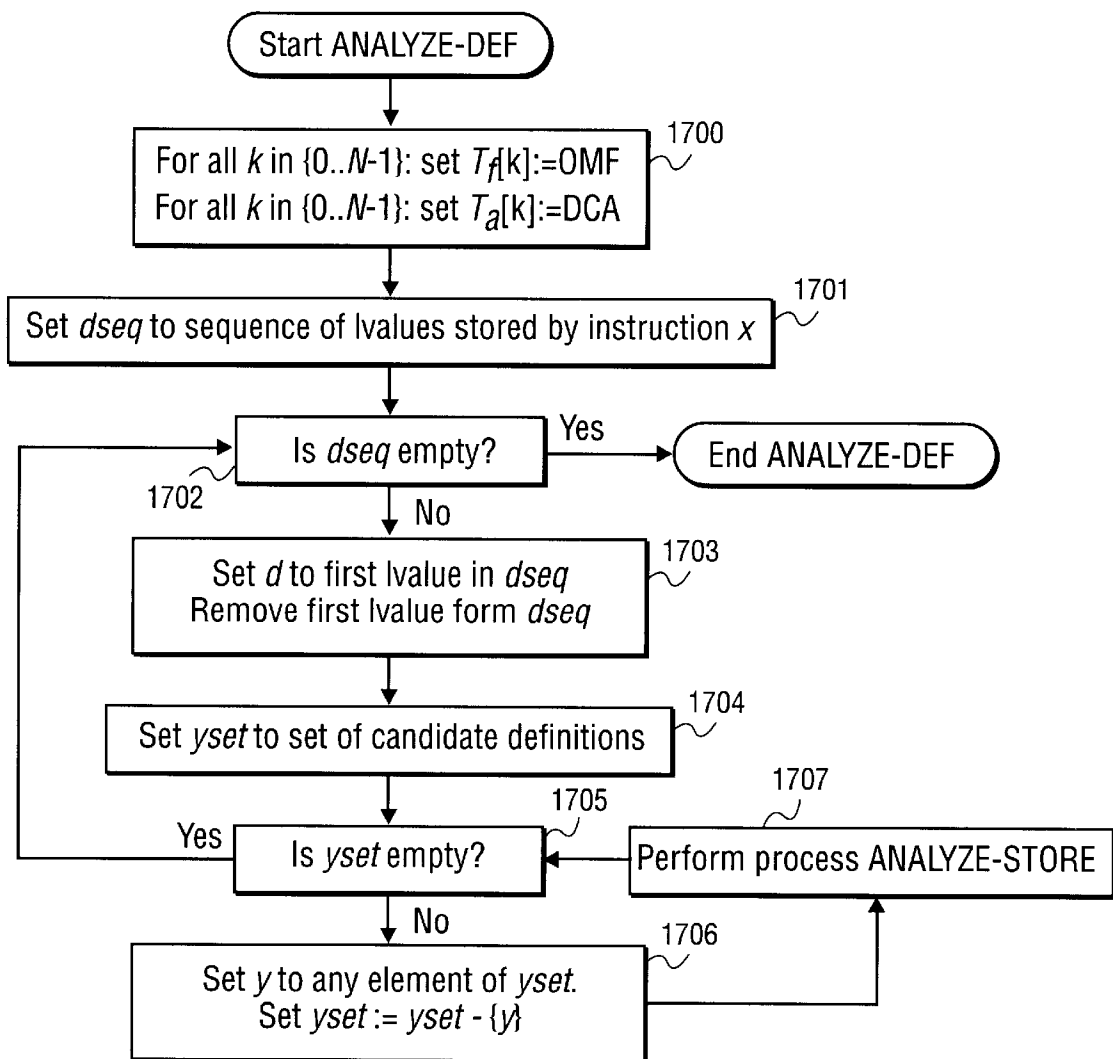 Start ANALYZE-DEF
1700
For all k in {0..N-1}: set Tf[k]:=OMF
For all k in {0..N-1}: set Ta[k]:=DCA
1701
Set dseq to sequence of lvalues stored by instruction x
Is dseq empty?
Yes
End ANALYZE-DEF
1702
No
1703
Set d to first lvalue in dseq
Remove first lvalue form dseq
1704
Set yset to set of candidate definitions
1705
Yes
Is yset empty?
1707
Perform process ANALYZE-STORE
No
1706
Set y to any element of yset.
Set yset := yset - {y}